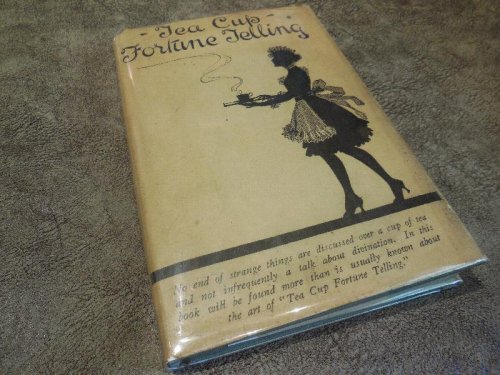 - Tea Cup -
Fortune Telling
No end of strange things are discussed over a cup of tea
and not infrequently a talk about divination. In this
book will be found more than is usually known about
the art of "Tea Cup Fortune Telling."